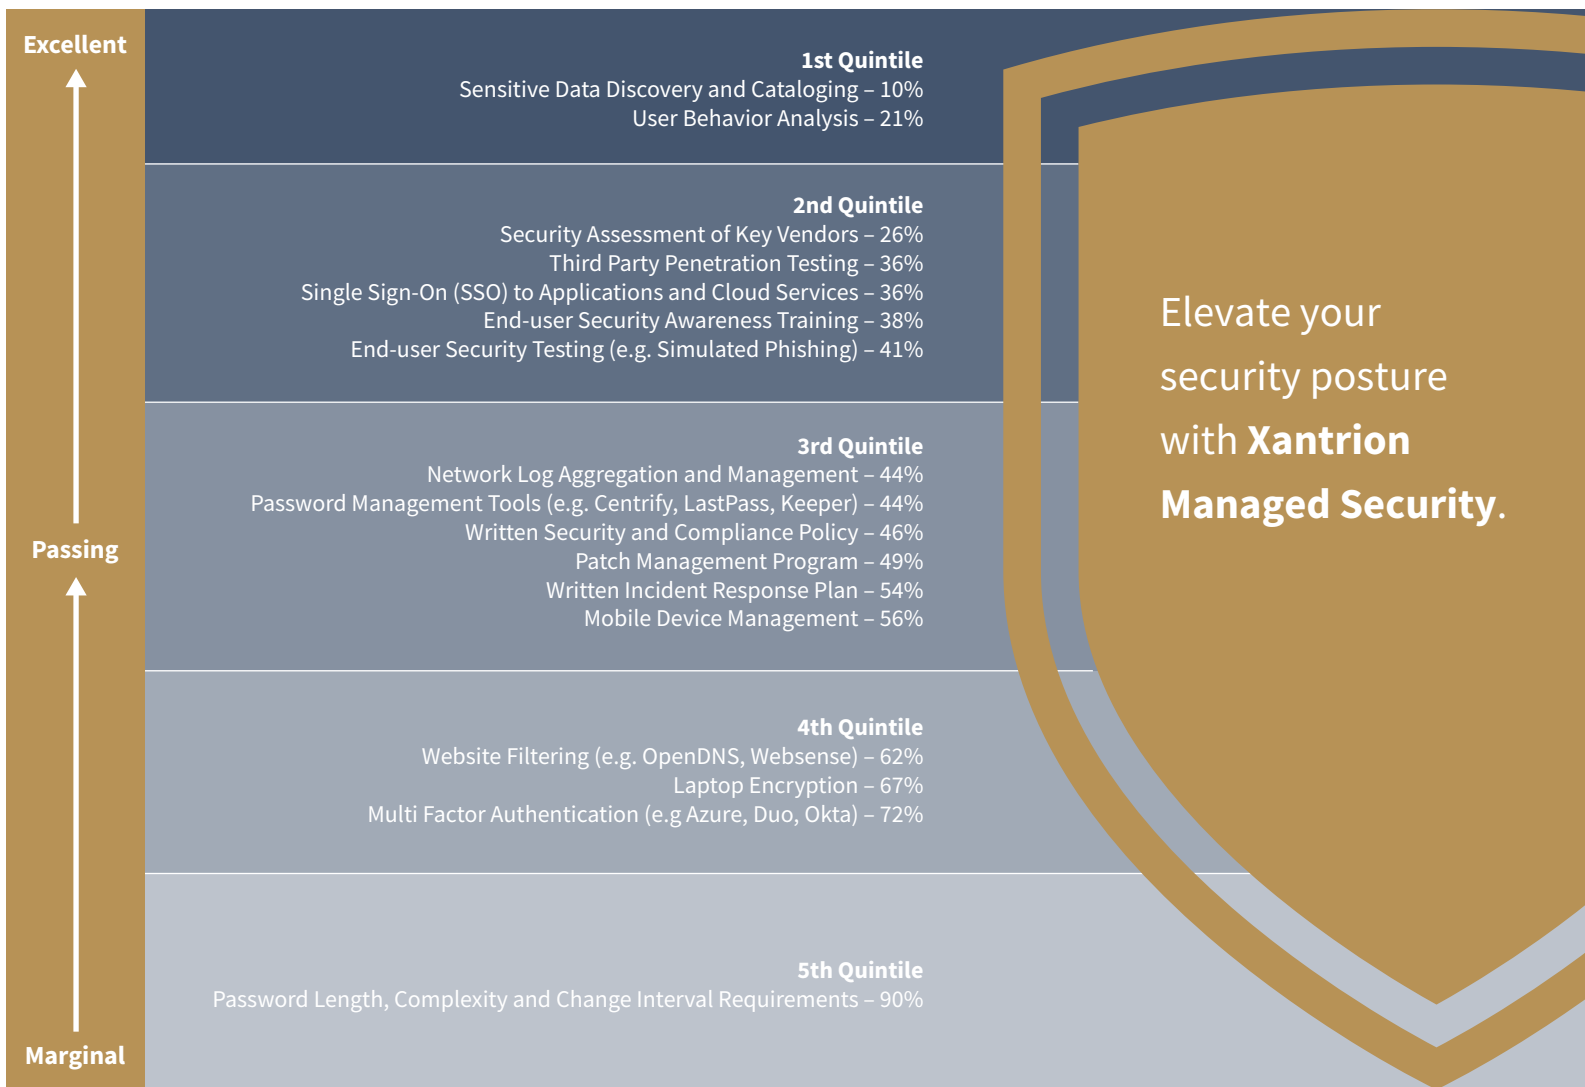 Excellent
Passing
Marginal
1st Quintile
Sensitive Data Discovery and Cataloging – 10%
User Behavior Analysis – 21%
2nd Quintile
Security Assessment of Key Vendors – 26%
Third Party Penetration Testing – 36%
Single Sign-On (SSO) to Applications and Cloud Services – 36%
End-user Security Awareness Training – 38%
End-user Security Testing (e.g. Simulated Phishing) – 41%
3rd Quintile
Network Log Aggregation and Management – 44%
Password Management Tools (e.g. Centrify, LastPass, Keeper) – 44%
Written Security and Compliance Policy – 46%
Patch Management Program – 49%
Written Incident Response Plan – 54%
Mobile Device Management – 56%
4th Quintile
Website Filtering (e.g. OpenDNS, Websense) – 62%
Laptop Encryption – 67%
Multi Factor Authentication (e.g Azure, Duo, Okta) – 72%
5th Quintile
Password Length, Complexity and Change Interval Requirements – 90%
Elevate your
security posture
with Xantrion
Managed Security.